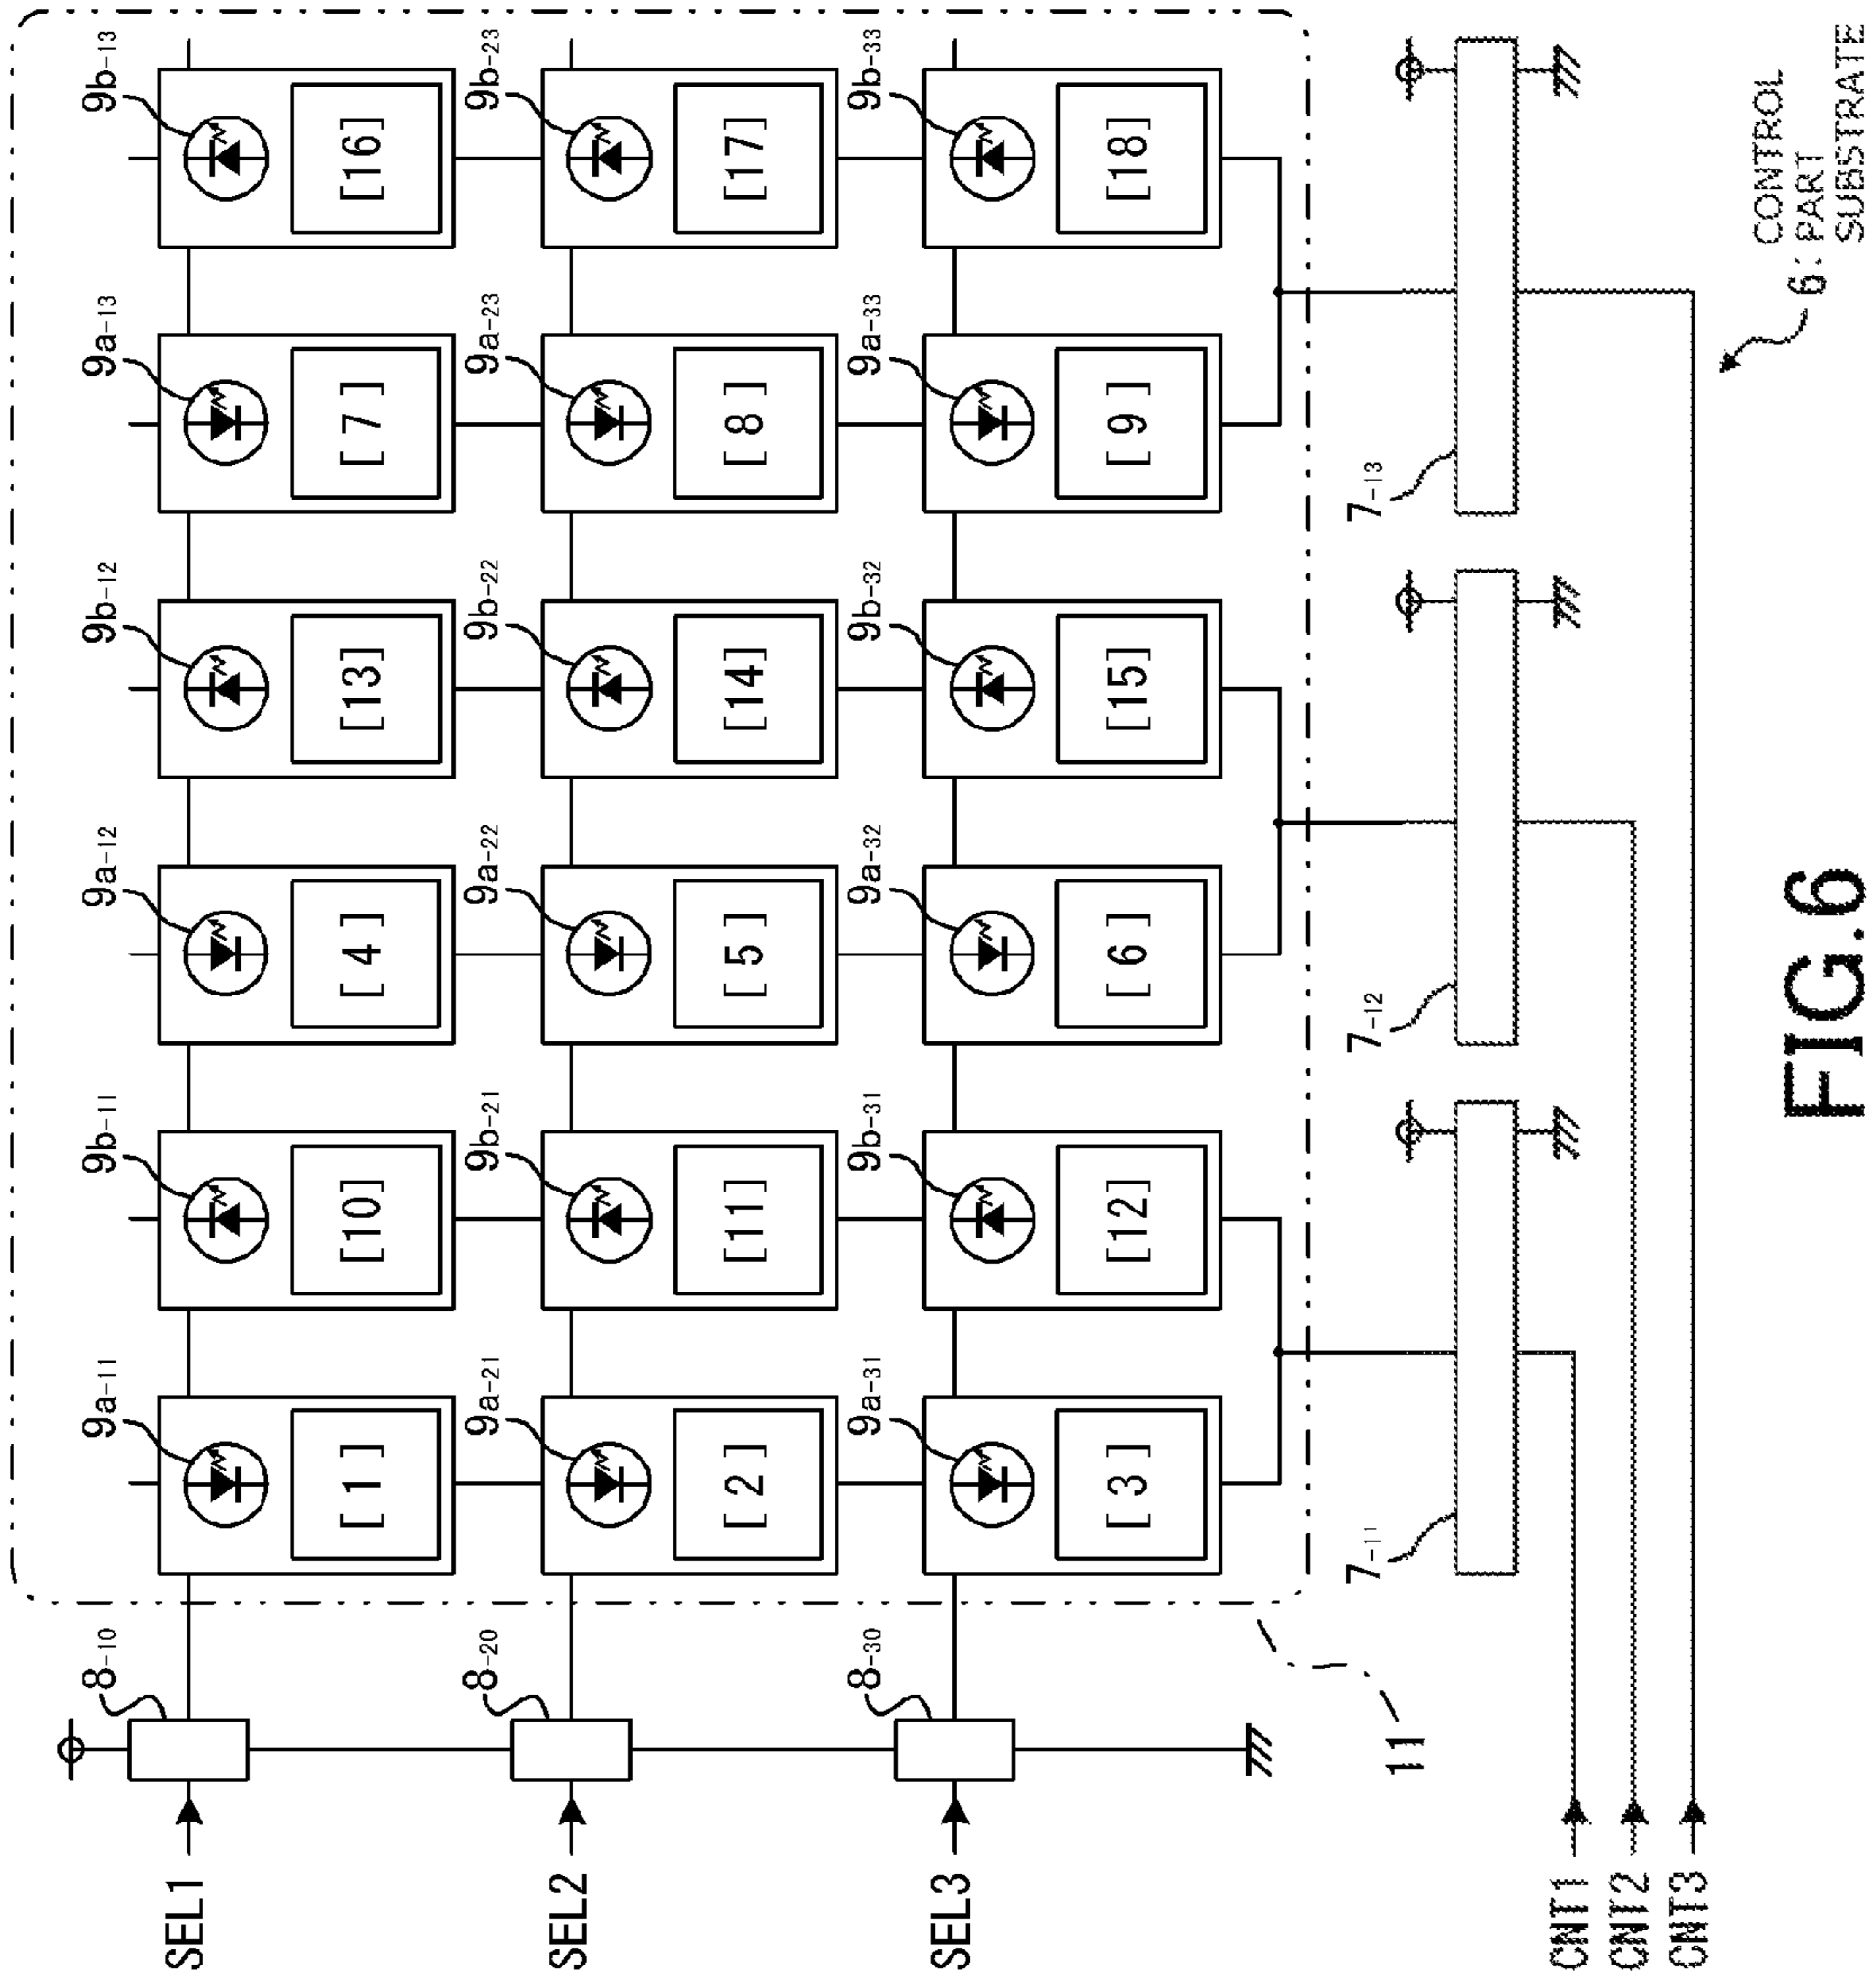 9a-11
9b-11
9a-12
9b-12
9a-13
9b-13
8-10
SEL1
[1]
[10]
[4]
[13]
[7]
[16]
9a-21
9b-21
9a-22
9b-22
9a-23
9b-23
8-20
SEL2
[2]
[11]
[5]
[14]
[8]
[17]
9a-31
9b-31
9a-32
9b-32
9a-33
9b-33
8-30
SEL3
[3]
[12]
[6]
[15]
[9]
[18]
11
7-11
7-12
7-13
CNT1
CNT2
CNT3
6: CONTROL
PART
SUBSTRATE
FIG.6